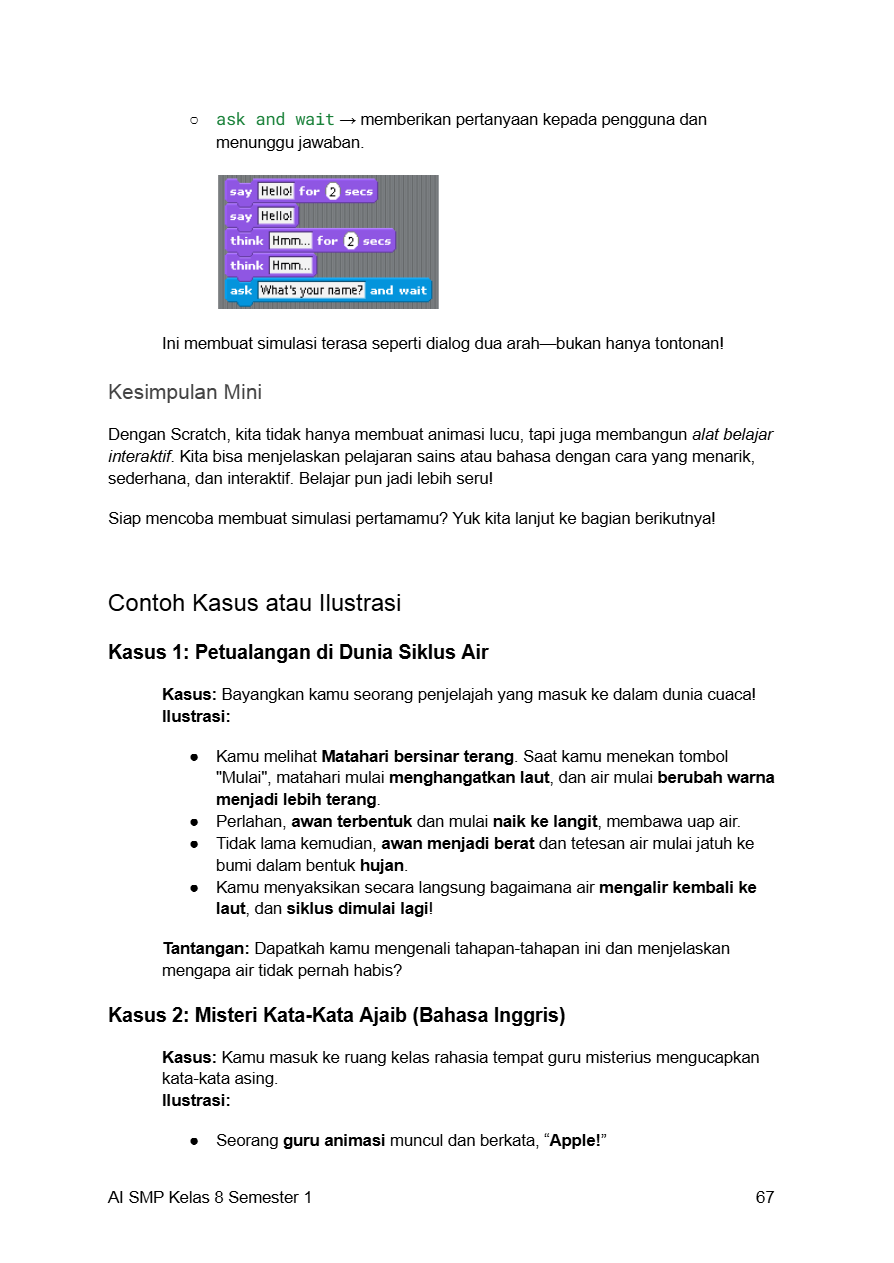 ○ ask and wait → memberikan pertanyaan kepada pengguna dan
menunggu jawaban.
say Hello! for 2 secs
say Hello!
think Hmm... for 2 secs
think Hmm...
ask What's your name? and wait
Ini membuat simulasi terasa seperti dialog dua arah—bukan hanya tontonan!
Kesimpulan Mini
Dengan Scratch, kita tidak hanya membuat animasi lucu, tapi juga membangun alat belajar
interaktif. Kita bisa menjelaskan pelajaran sains atau bahasa dengan cara yang menarik,
sederhana, dan interaktif. Belajar pun jadi lebih seru!
Siap mencoba membuat simulasi pertamamu? Yuk kita lanjut ke bagian berikutnya!
Contoh Kasus atau Ilustrasi
Kasus 1: Petualangan di Dunia Siklus Air
Kasus: Bayangkan kamu seorang penjelajah yang masuk ke dalam dunia cuaca!
Ilustrasi:
● Kamu melihat Matahari bersinar terang. Saat kamu menekan tombol
"Mulai", matahari mulai menghangatkan laut, dan air mulai berubah warna
menjadi lebih terang.
● Perlahan, awan terbentuk dan mulai naik ke langit, membawa uap air.
● Tidak lama kemudian, awan menjadi berat dan tetesan air mulai jatuh ke
bumi dalam bentuk hujan.
● Kamu menyaksikan secara langsung bagaimana air mengalir kembali ke
laut, dan siklus dimulai lagi!
Tantangan: Dapatkah kamu mengenali tahapan-tahapan ini dan menjelaskan
mengapa air tidak pernah habis?
Kasus 2: Misteri Kata-Kata Ajaib (Bahasa Inggris)
Kasus: Kamu masuk ke ruang kelas rahasia tempat guru misterius mengucapkan
kata-kata asing.
Ilustrasi:
● Seorang guru animasi muncul dan berkata, “Apple!”
AI SMP Kelas 8 Semester 1 67